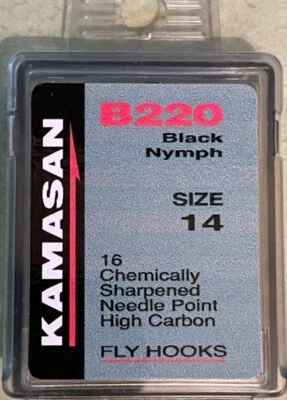 KAMASAN
B220
Black
Nymph
SIZE
14
16
Chemically
Sharpened
Needle Point
High Carbon
FLY HOOKS